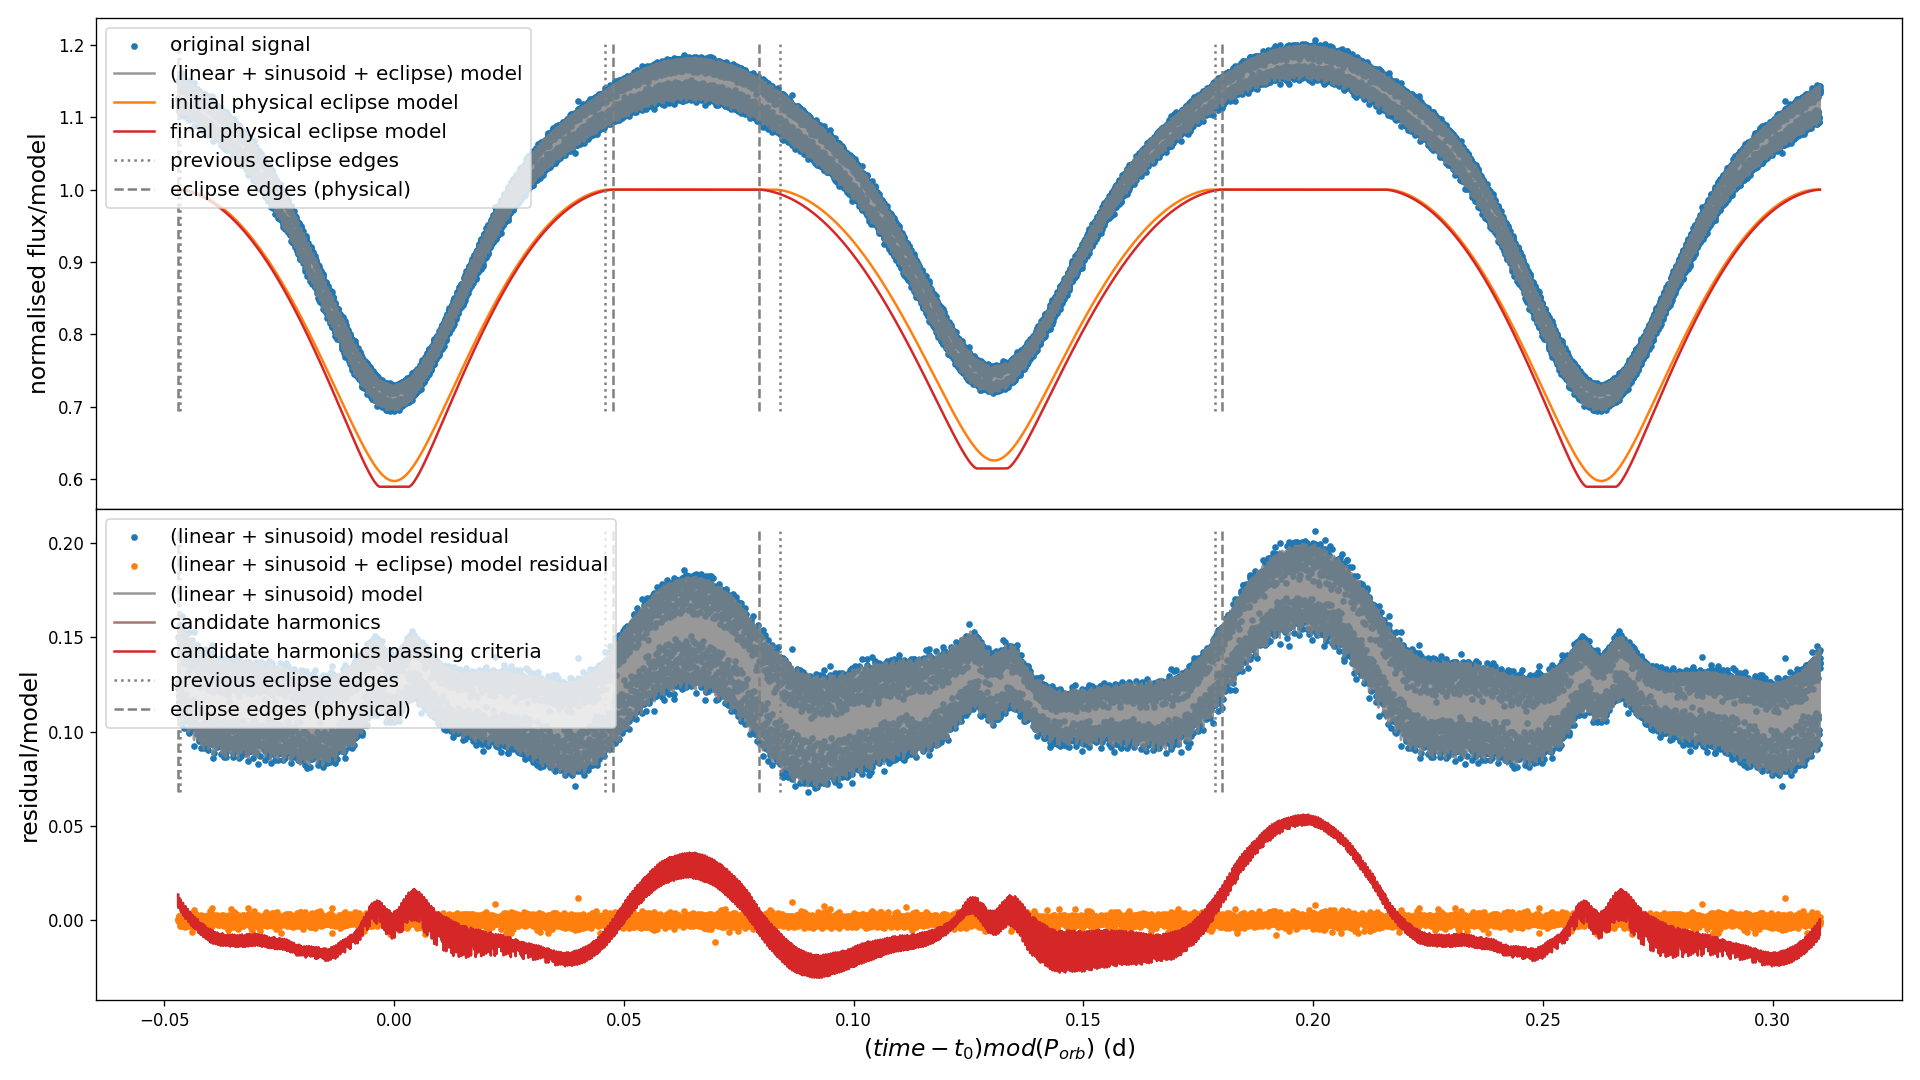 original signal
(linear + sinusoid + eclipse) model
initial physical eclipse model
final physical eclipse model
previous eclipse edges
eclipse edges (physical)
normalised flux/model
1.2
1.1
1.0
0.9
0.8
0.7
0.6
(linear + sinusoid) model residual
(linear + sinusoid + eclipse) model residual
(linear + sinusoid) model
candidate harmonics
candidate harmonics passing criteria
previous eclipse edges
eclipse edges (physical)
residual/model
0.20
0.15
0.10
0.05
0.00
−0.05 0.00 0.05 0.10 0.15 0.20 0.25 0.30
(time − t₀)mod(Pₒᵣb) (d)